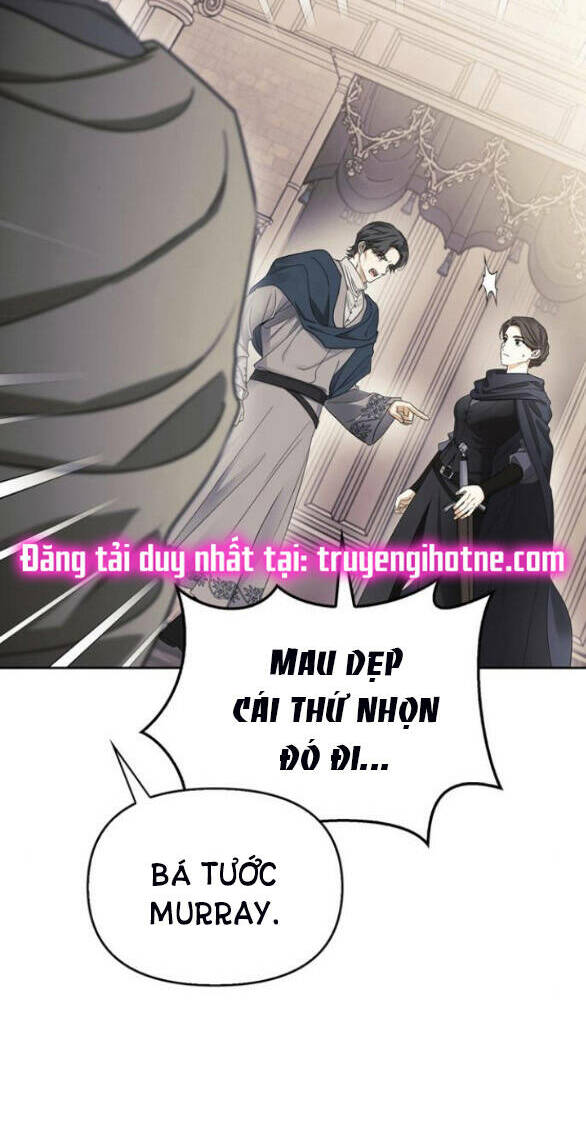 Đăng tải duy nhất tại: truyengihotne.com
MAU DẸP
CÁI THỨ NHỌN
ĐÓ ĐI...
BÁ TƯỚC
MURRAY.